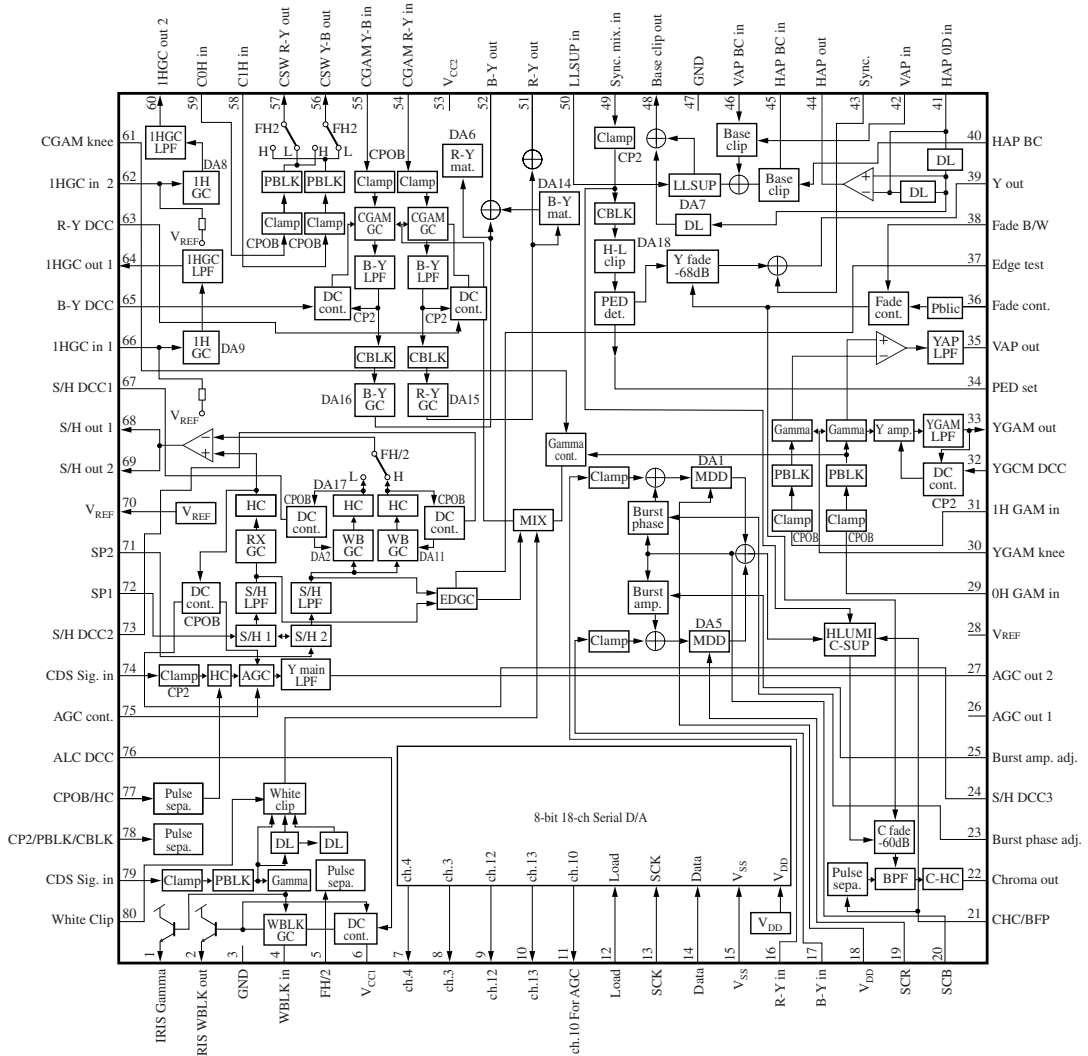 1HGC out 2
C0H in
C1H in
CSW R-Y out
CSW Y-B out
CGAM Y-B in
CGAM R-Y in
VCC2
B-Y out
R-Y out
LLSUP in
Sync. mix. in
Base clip out
GND
VAP BC in
HAP BC in
HAP out
Sync.
VAP in
HAP 0D in
60
59
58
57
56
55
54
53
52
51
50
49
48
47
46
45
44
43
42
41
CGAM knee
61
1HGC in 2
62
R-Y DCC
63
1HGC out 1
64
B-Y DCC
65
1HGC in 1
66
S/H DCC1
67
S/H out 1
68
S/H out 2
69
VREF
70
SP2
71
SP1
72
S/H DCC2
73
CDS Sig. in
74
AGC cont.
75
ALC DCC
76
CPOB/HC
77
CP2/PBLK/CBLK
78
CDS Sig. in
79
White Clip
80
40
HAP BC
39
Y out
38
Fade B/W
37
Edge test
36
Fade cont.
35
VAP out
34
PED set
33
YGAM out
32
YGCM DCC
31
1H GAM in
30
YGAM knee
29
0H GAM in
28
VREF
27
AGC out 2
26
AGC out 1
25
Burst amp. adj.
24
S/H DCC3
23
Burst phase adj.
22
Chroma out
21
CHC/BFP
1HGC
LPF
DA8
1H
GC
VREF
1HGC
LPF
1H
GC
DA9
VREF
FH2
FH2
H
L
H
L
PBLK
PBLK
Clamp
Clamp
CPOB
CPOB
CPOB
Clamp
Clamp
CGAM
GC
CGAM
GC
B-Y
LPF
B-Y
LPF
DC
cont.
DC
cont.
CP2
CP2
CBLK
CBLK
B-Y
GC
R-Y
GC
DA16
DA15
DA6
R-Y
mat.
DA14
B-Y
mat.
Clamp
CP2
CBLK
H-L
clip
PED
det.
DA18
Y fade
-68dB
LLSUP
DA7
DL
Base
clip
Base
clip
DL
DL
+
−
Fade
cont.
Pblic
+
−
YAP
LPF
Gamma
Gamma
Y amp.
YGAM
LPF
PBLK
PBLK
DC
cont.
CP2
Clamp
Clamp
CPOB
−
+
FH/2
L
H
HC
RX
GC
CPOB
DA17
DC
cont.
DA2
HC
HC
WB
GC
WB
GC
CPOB
DC
cont.
DA11
DC
cont.
CPOB
S/H
LPF
S/H
LPF
S/H 1
S/H 2
VREF
EDGC
MIX
Gamma
cont.
Clamp
DA1
MDD
Burst
phase
Burst
amp.
DA5
MDD
Clamp
HLUMI
C-SUP
Clamp
CP2
HC
AGC
Y main
LPF
Pulse
sepa.
Pulse
sepa.
White
clip
DL
DL
Clamp
PBLK
Gamma
Pulse
sepa.
WBLK
GC
DC
cont.
8-bit 18-ch Serial D/A
ch.4
ch.3
ch.12
ch.13
ch.10
Load
SCK
Data
VSS
VDD
VDD
C fade
-60dB
Pulse
sepa.
BPF
C-HC
1
2
3
4
5
6
7
8
9
10
11
12
13
14
15
16
17
18
19
20
IRIS Gamma
RIS WBLK out
GND
WBLK in
FH/2
VCC1
ch.4
ch.3
ch.12
ch.13
ch.10 For AGC
Load
SCK
Data
VSS
R-Y in
B-Y in
VDD
SCR
SCB